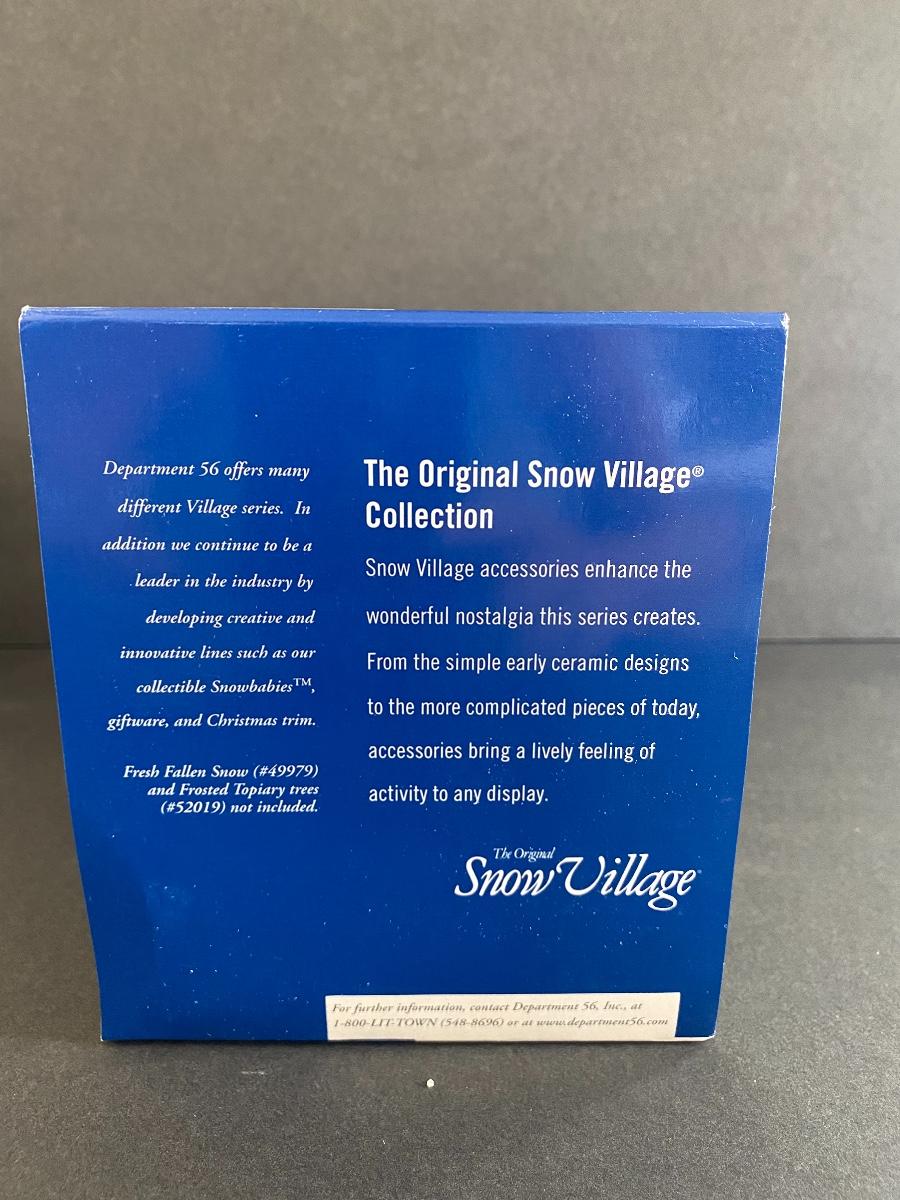 Department 56 offers many
different Village series. In
addition we continue to be a
leader in the industry by
developing creative and
innovative lines such as our
collectible Snowbabies™,
giftware, and Christmas trim.
Fresh Fallen Snow (#49979)
and Frosted Topiary trees
(#52019) not included.
The Original Snow Village®
Collection
Snow Village accessories enhance the
wonderful nostalgia this series creates.
From the simple early ceramic designs
to the more complicated pieces of today,
accessories bring a lively feeling of
activity to any display.
The Original
Snow Village
For further information, contact Department 56, Inc., at
1-800-LIT-TOWN (548-8696) or at www.department56.com